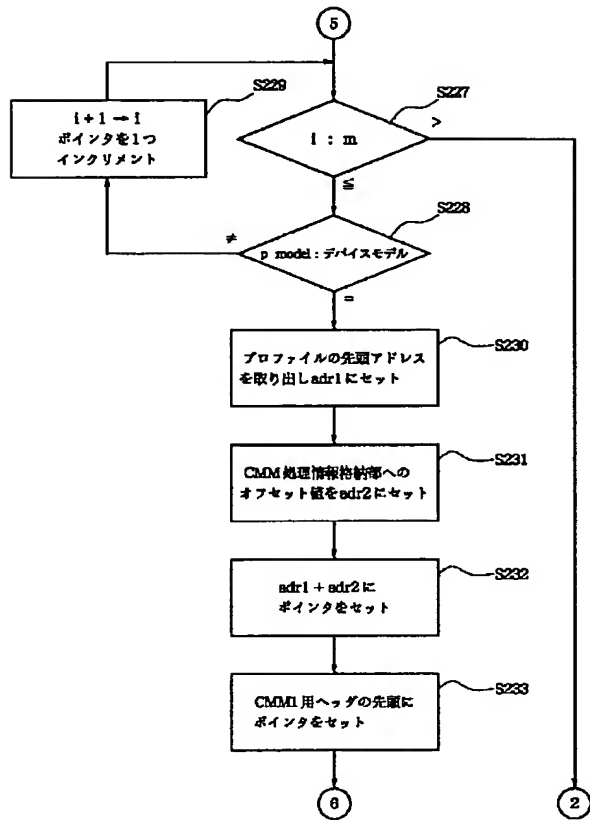 5
S229
i+1→i
ポインタを1つ
インクリメント
S227
i : m
>
≦
S228
≠
p model:デバイスモデル
=
S230
プロファイルの先頭アドレス
を取り出しadr1にセット
S231
CMM処理情報格納部への
オフセット値をadr2にセット
S232
adr1+adr2に
ポインタをセット
S233
CMM1用ヘッダの先頭に
ポインタをセット
6
2